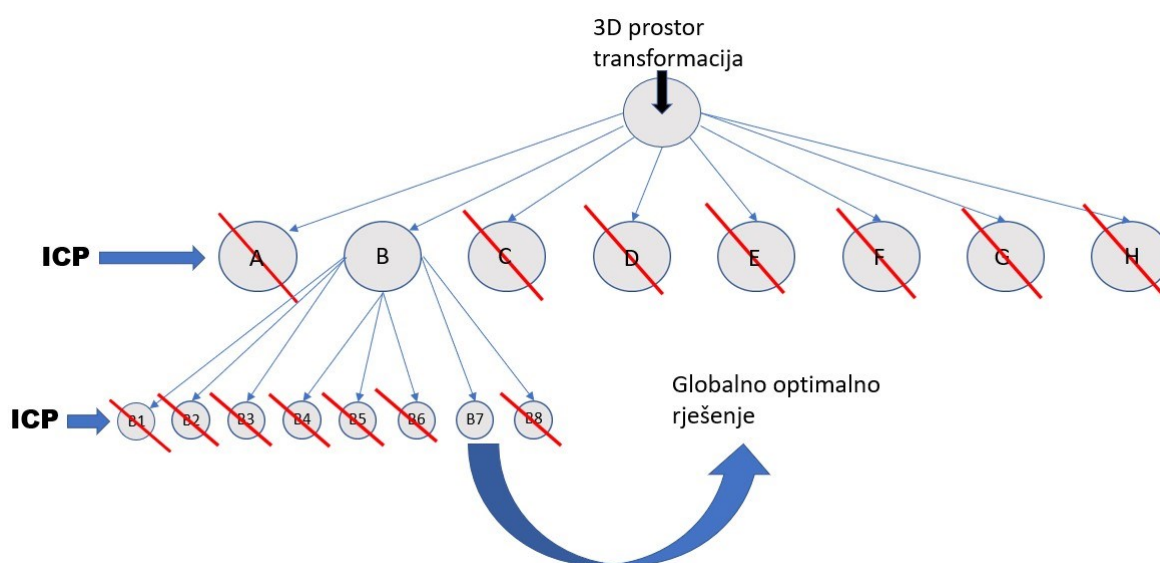 3D prostor
transformacija
ICP
A
B
C
D
E
F
G
H
ICP
B1
B2
B3
B4
B5
B6
B7
B8
Globalno optimalno
rješenje